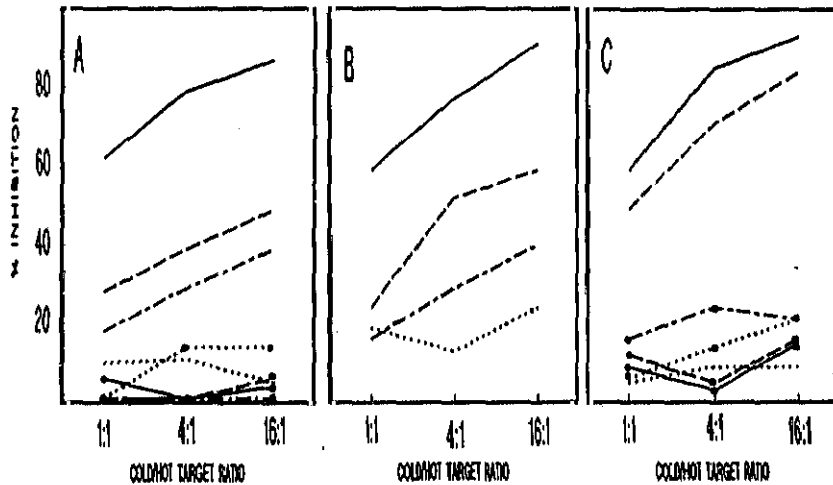 A
B
C
% INHIBITION
80
60
40
20
1:1
4:1
16:1
1:1
4:1
16:1
1:1
4:1
16:1
COLD/HOT TARGET RATIO
COLD/HOT TARGET RATIO
COLD/HOT TARGET RATIO